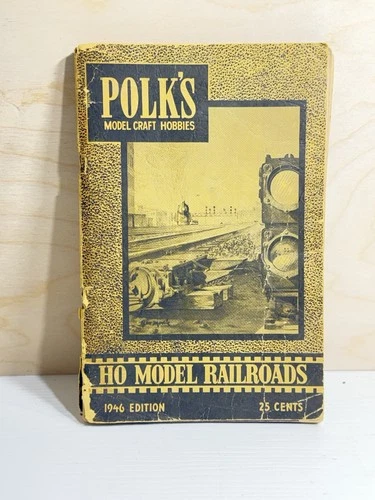 POLK'S
MODEL CRAFT HOBBIES
HO MODEL RAILROADS
1946 EDITION
25 CENTS